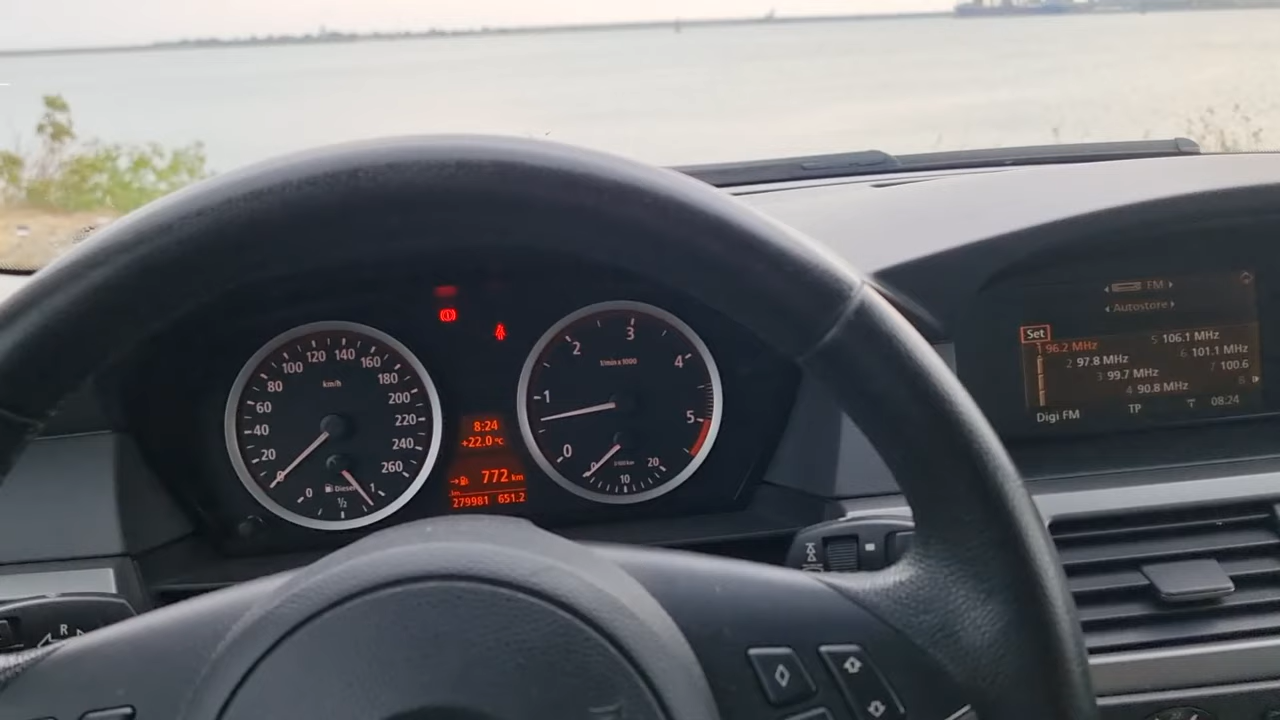 km/h
0
20
40
60
80
100
120
140
160
180
200
220
240
260
Diesel
0
1/2
1
8:24
+22.0 °C
772 km
km
279981 651.2
1/min x 1000
0
1
2
3
4
5
0
10
20
FM
Autostore
Set
96.2 MHz
2 97.8 MHz
3 99.7 MHz
4 90.8 MHz
5 106.1 MHz
6 101.1 MHz
7 100.6
Digi FM TP T 08:24
R